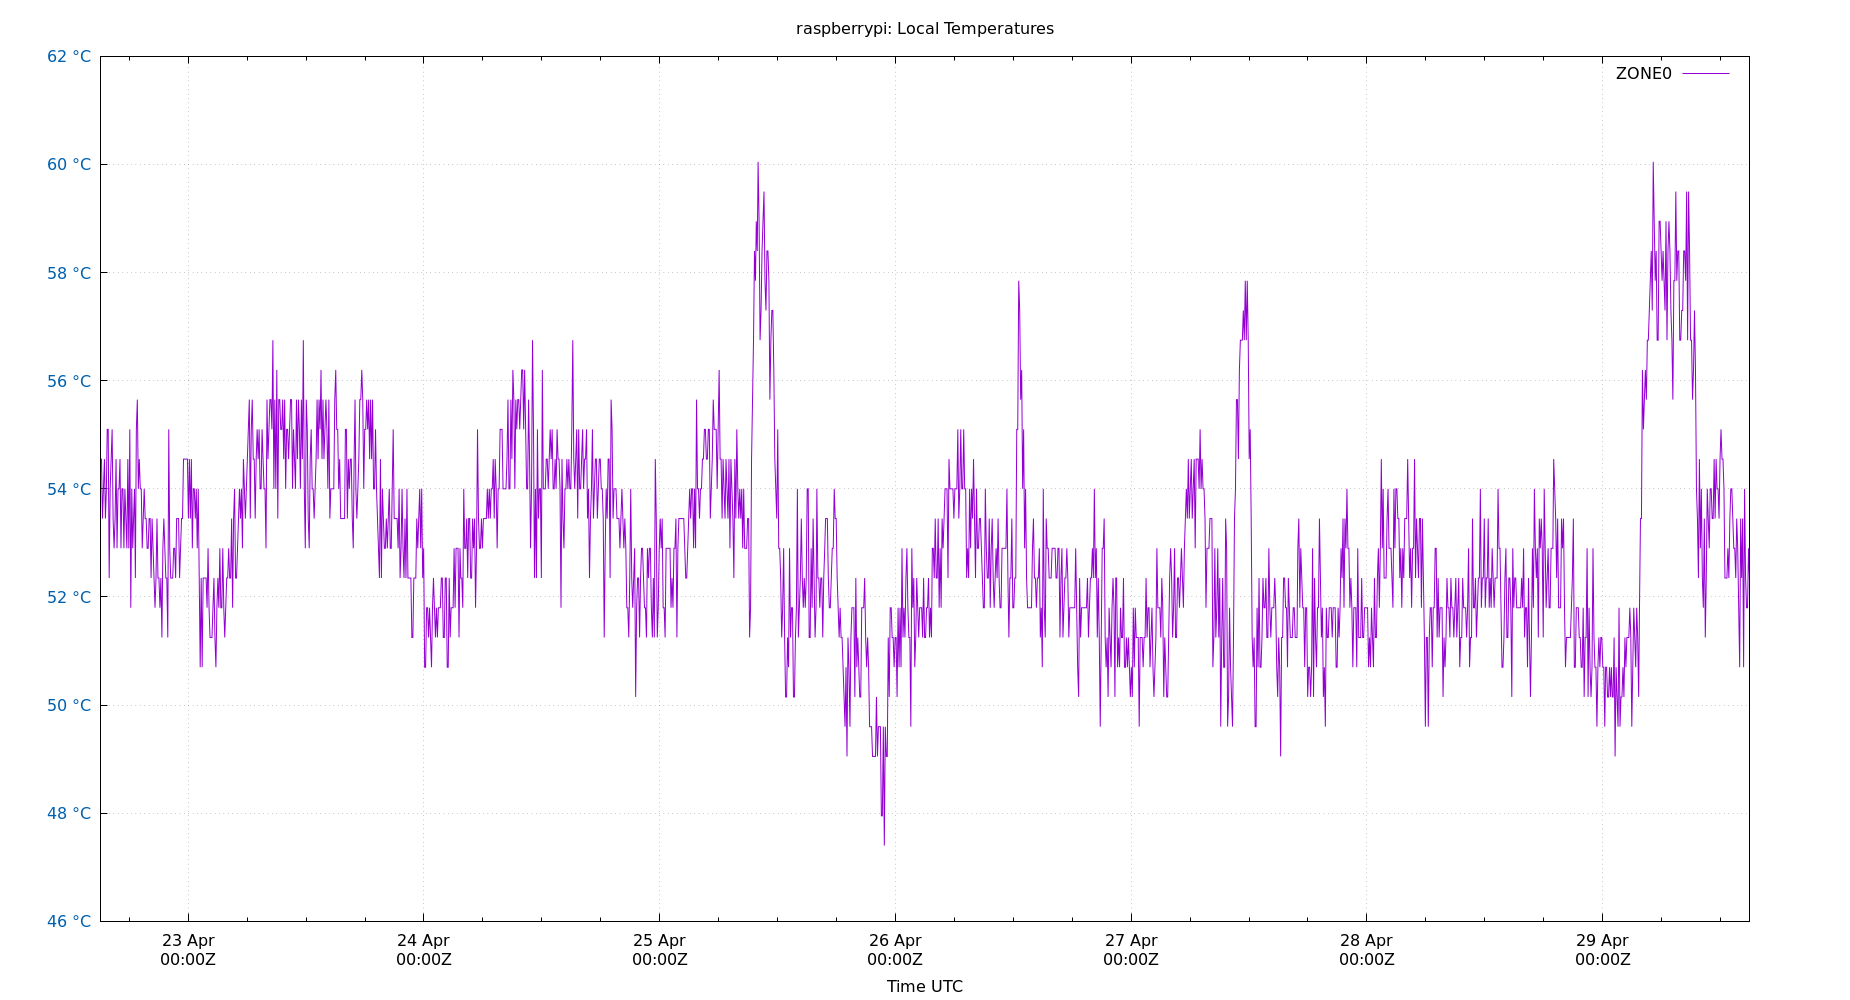 raspberrypi: Local Temperatures
62 °C
ZONE0
60 °C
58 °C
56 °C
54 °C
52 °C
50 °C
48 °C
46 °C
23 Apr 24 Apr 25 Apr 26 Apr 27 Apr 28 Apr 29 Apr
00:00Z 00:00Z 00:00Z 00:00Z 00:00Z 00:00Z 00:00Z
Time UTC